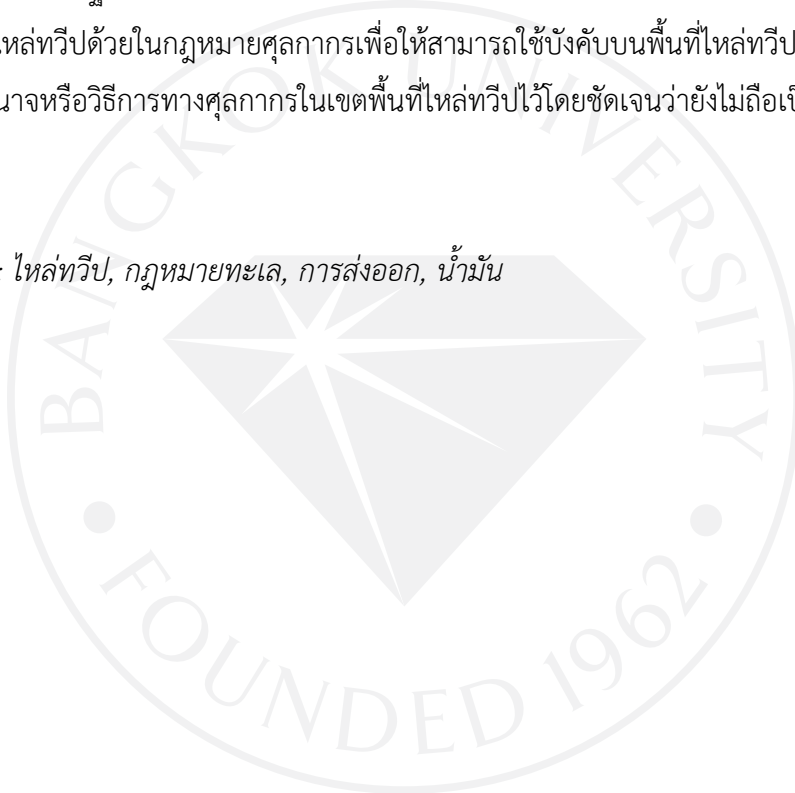 ไหล่ทวีปด้วยในกฎหมายศุลกากรเพื่อให้สามารถใช้บังคับบนพื้นที่ไหล่ทวีป
นาจหรือวิธีการทางศุลกากรในเขตพื้นที่ไหล่ทวีปไว้โดยชัดเจนว่ายังไม่ถือเป็
: ไหล่ทวีป, กฎหมายทะเล, การส่งออก, น้ำมัน
BANGKOK UNIVERSITY
FOUNDED 1962